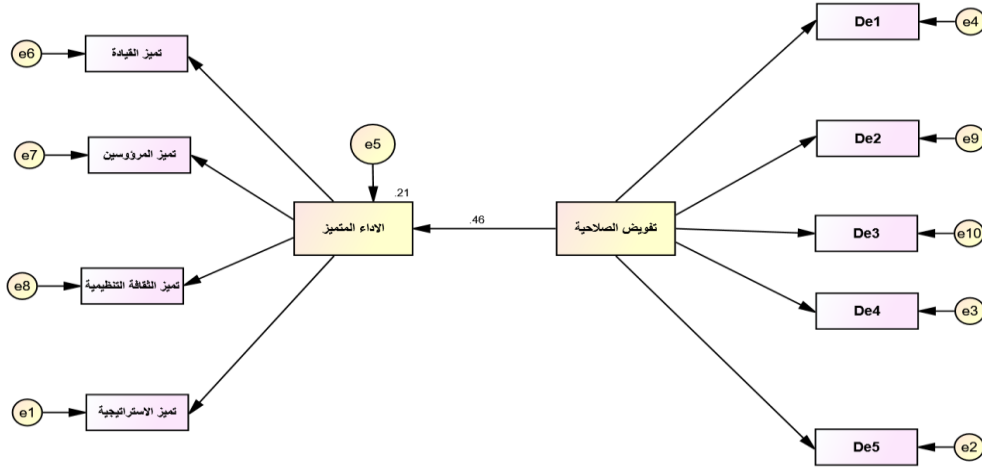 De1
e4
e6
تميز القيادة
De2
e9
e5
e7
تميز المرؤوسين
.21
الاداء المتميز
.46
تفويض الصلاحية
De3
e10
e8
تميز الثقافة التنظيمية
De4
e3
e1
تميز الاستراتيجية
De5
e2